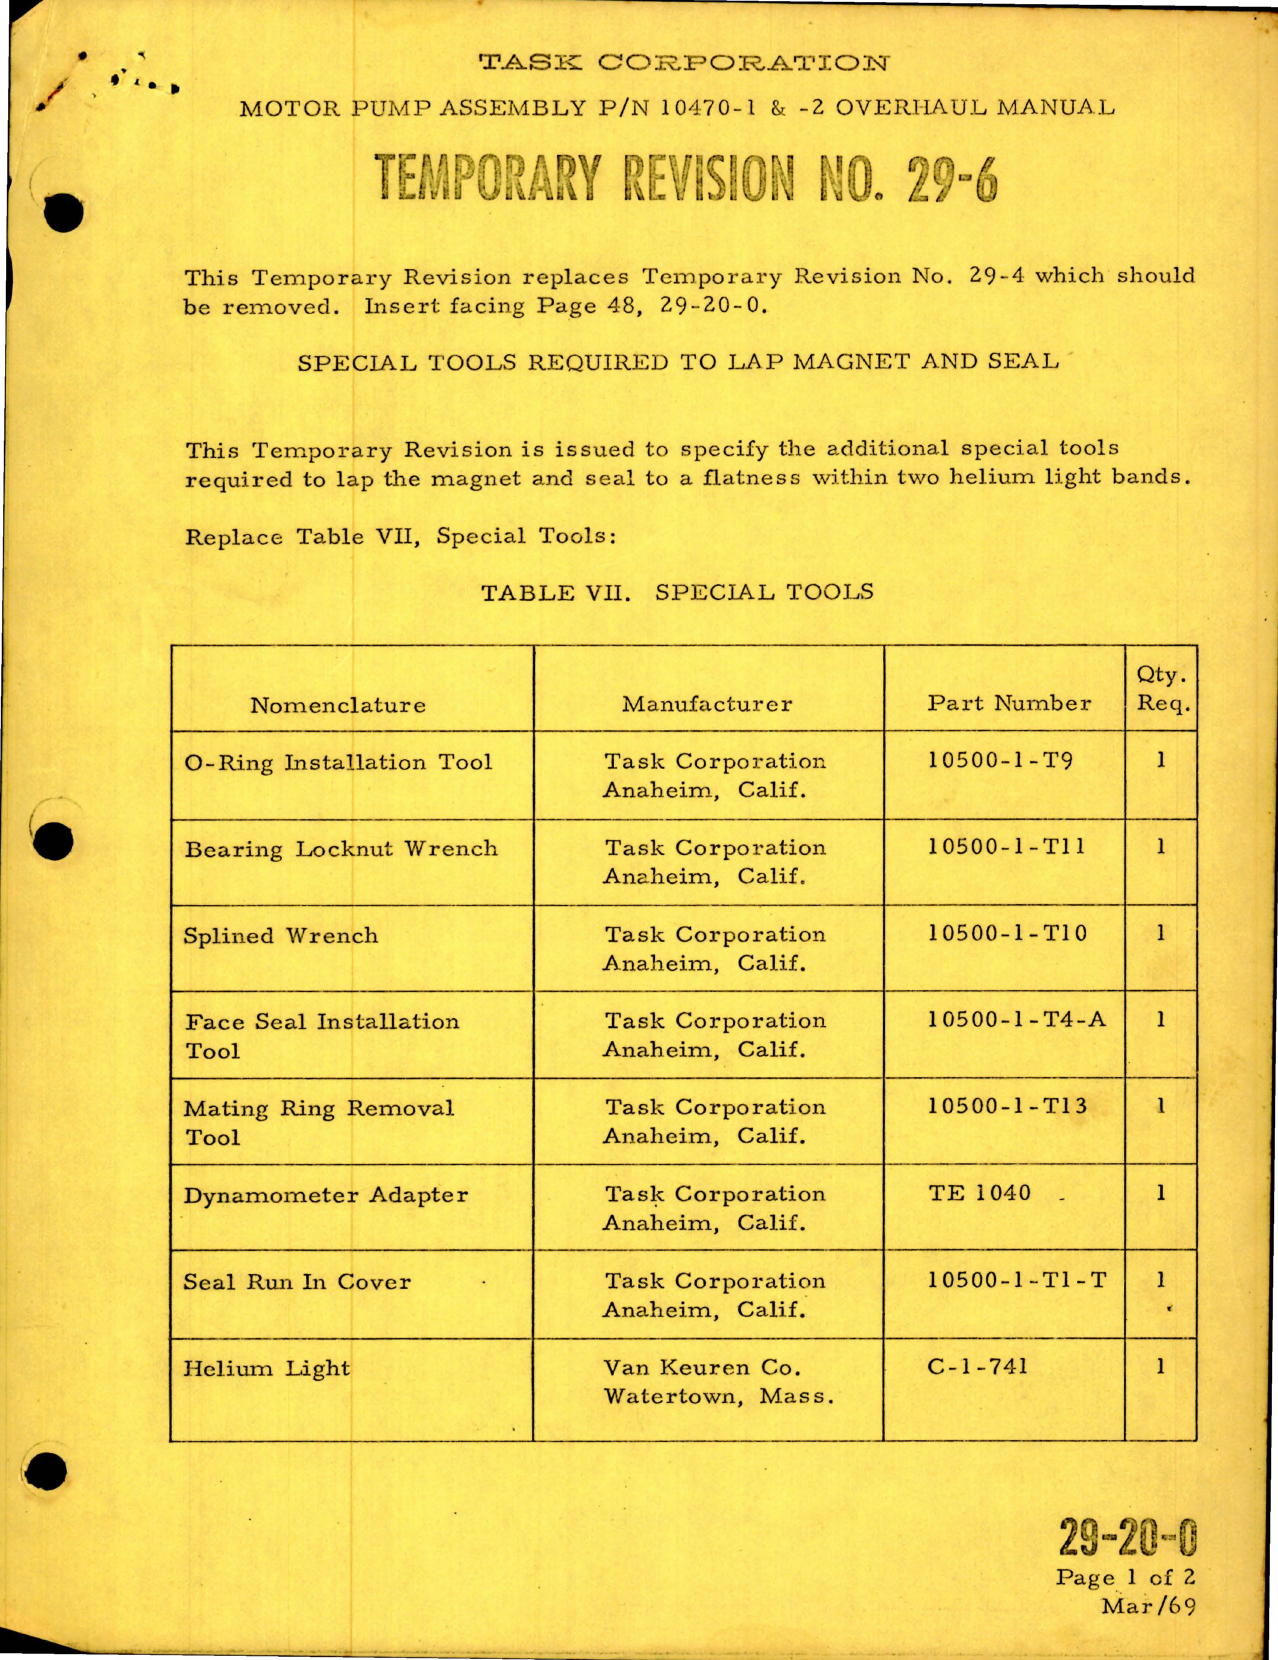 TASK CORPORATION
MOTOR PUMP ASSEMBLY P/N 10470-1 & -2 OVERHAUL MANUAL
TEMPORARY REVISION NO. 29-6
This Temporary Revision replaces Temporary Revision No. 29-4 which should
be removed. Insert facing Page 48, 29-20-0.
SPECIAL TOOLS REQUIRED TO LAP MAGNET AND SEAL
This Temporary Revision is issued to specify the additional special tools
required to lap the magnet and seal to a flatness within two helium light bands.
Replace Table VII, Special Tools:
TABLE VII. SPECIAL TOOLS
Nomenclature Manufacturer Part Number Qty. Req.
O-Ring Installation Tool Task Corporation 10500-1-T9 1
Anaheim, Calif.
Bearing Locknut Wrench Task Corporation 10500-1-T11 1
Anaheim, Calif.
Splined Wrench Task Corporation 10500-1-T10 1
Anaheim, Calif.
Face Seal Installation Task Corporation 10500-1-T4-A 1
Tool Anaheim, Calif.
Mating Ring Removal Task Corporation 10500-1-T13 1
Tool Anaheim, Calif.
Dynamometer Adapter Task Corporation TE 1040 1
Anaheim, Calif.
Seal Run In Cover Task Corporation 10500-1-T1-T 1
Anaheim, Calif.
Helium Light Van Keuren Co. C-1-741 1
Watertown, Mass.
29-20-0
Page 1 of 2
Mar/69